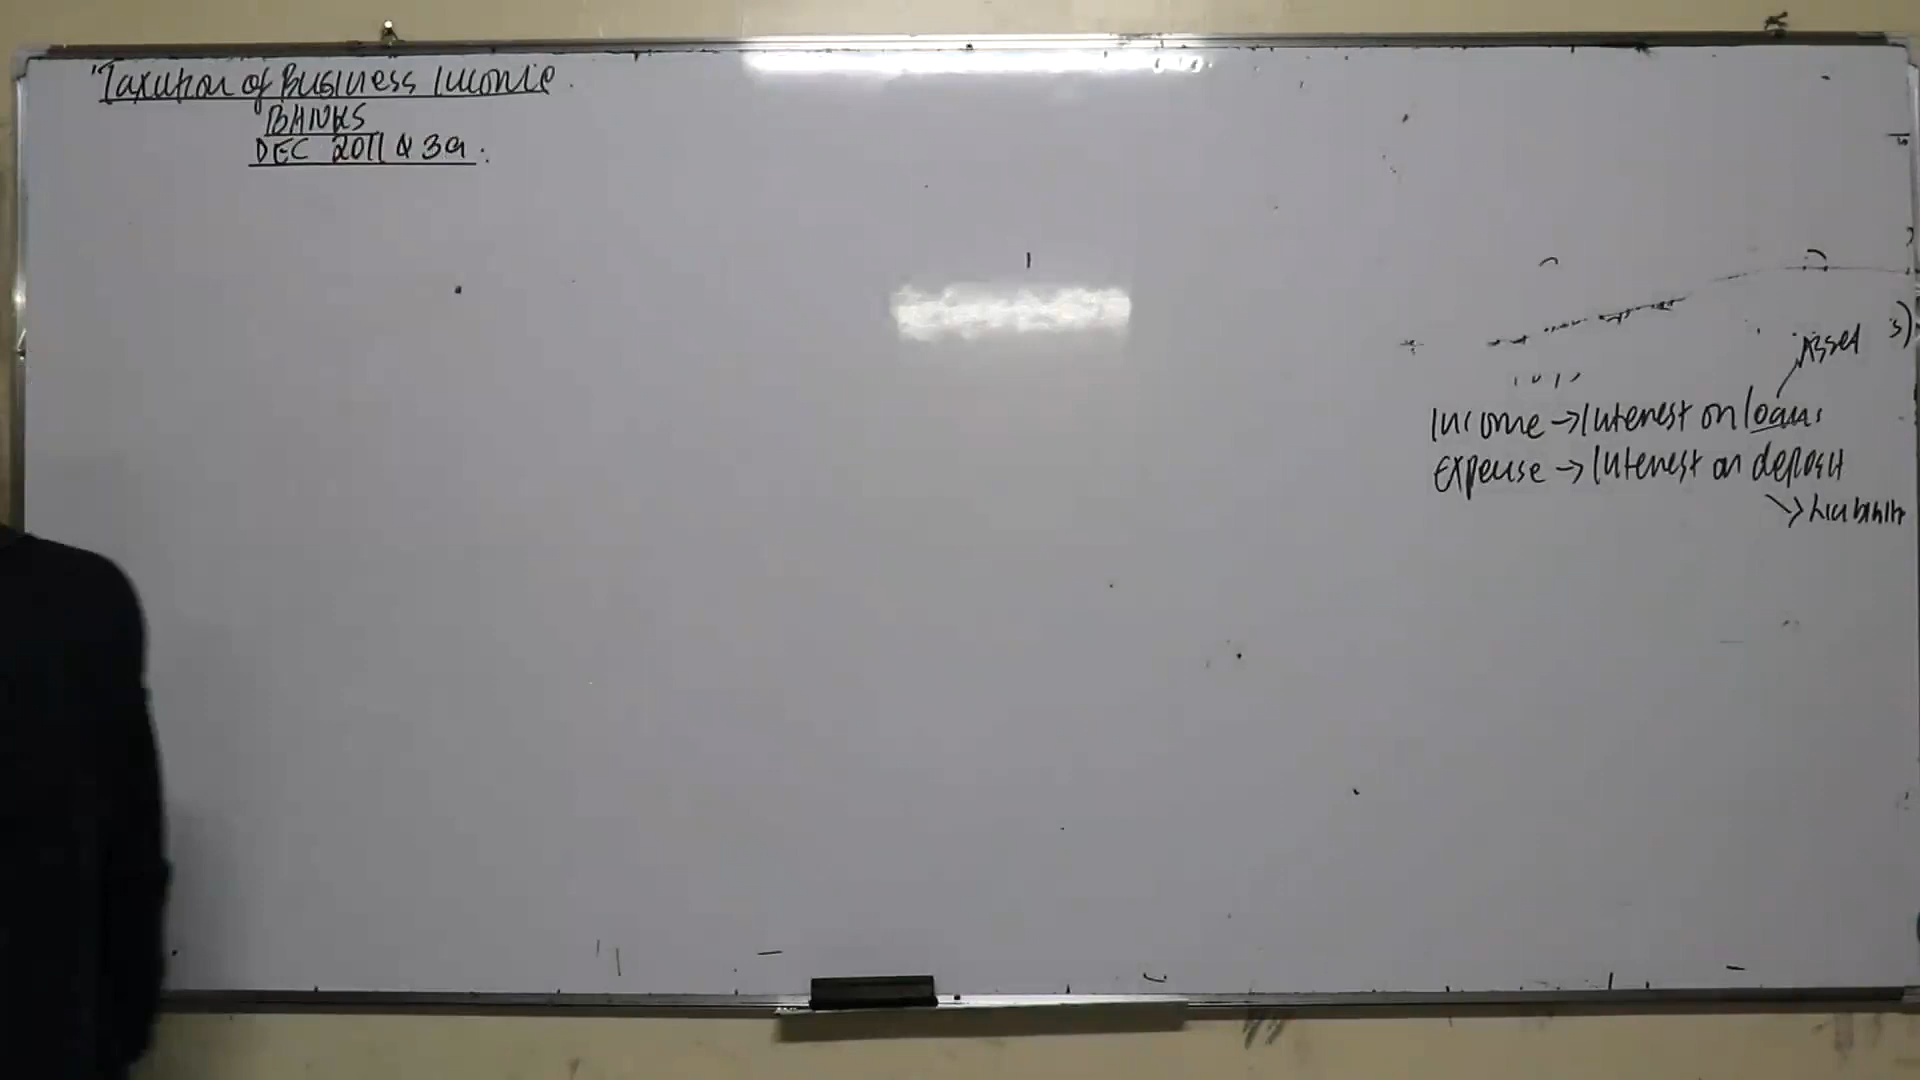 Taxation of Business Income
BANKS
DEC 2011 Q 3a.
Asset
Income → Interest on loans
Expense → Interest on deposit
→ Liability